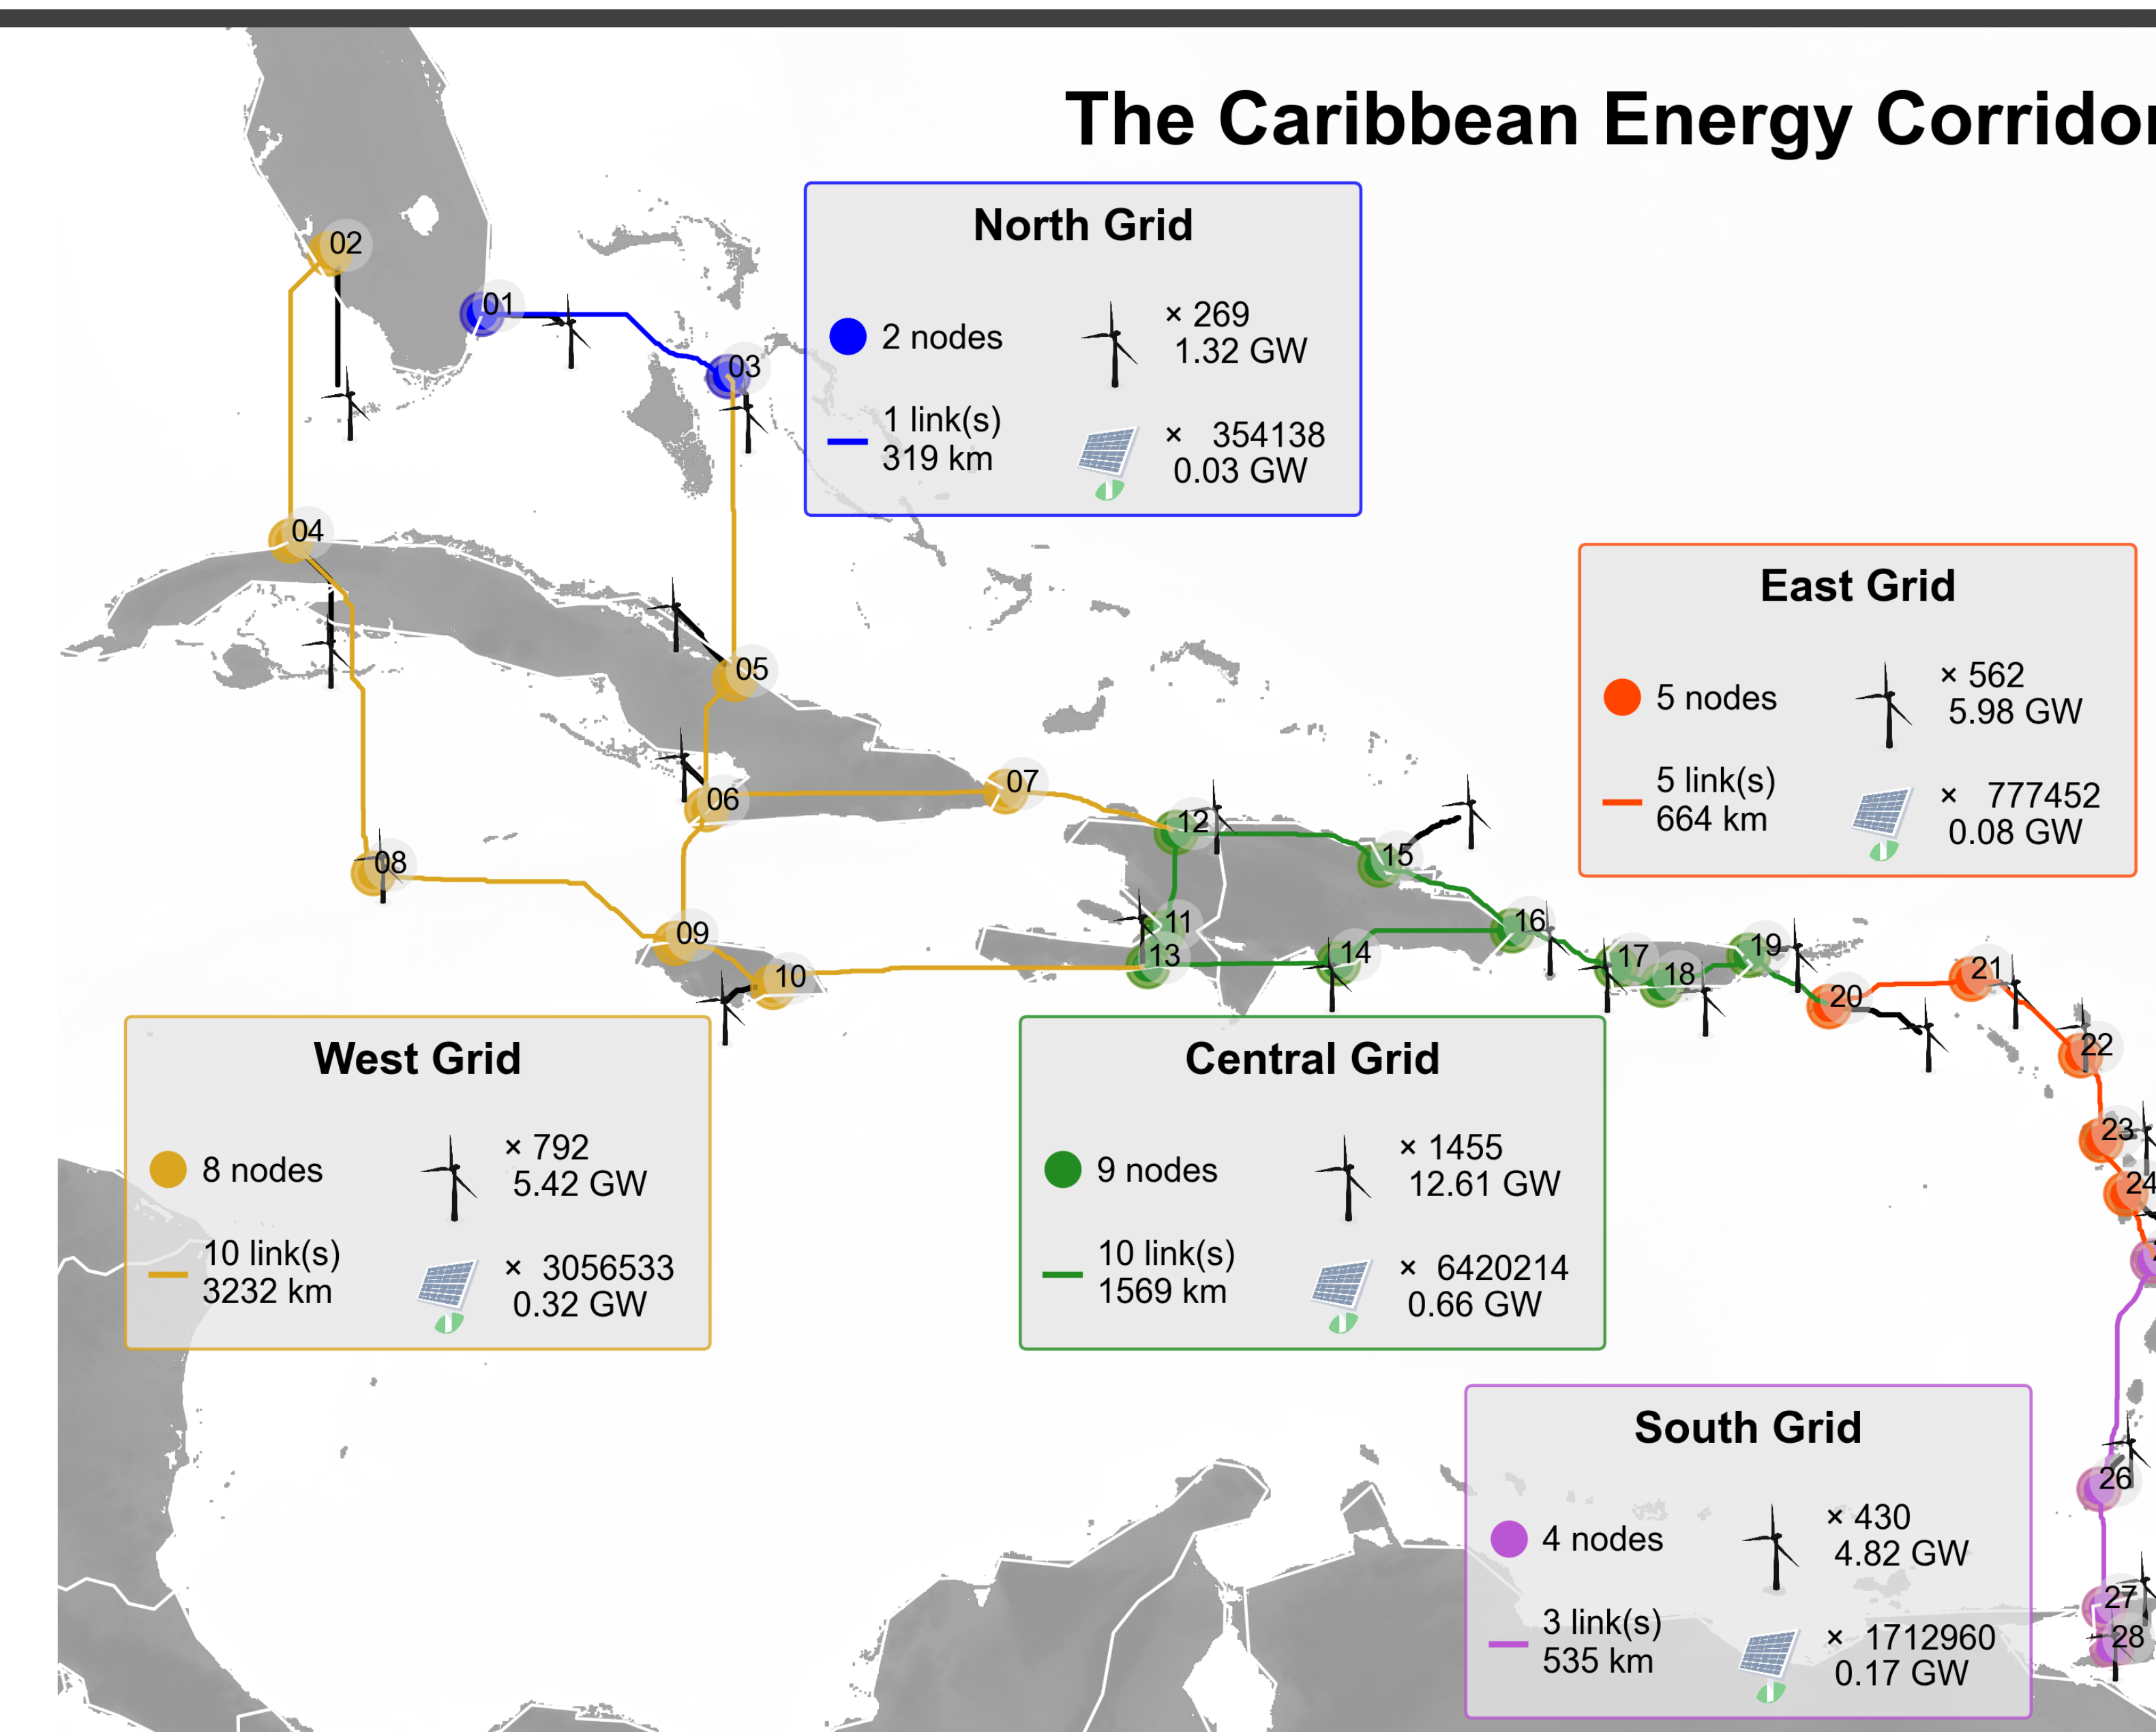 The Caribbean Energy Corridor
North Grid
2 nodes
× 269
1.32 GW
1 link(s)
319 km
× 354138
0.03 GW
02
01
03
04
05
06
07
08
09
10
East Grid
5 nodes
× 562
5.98 GW
5 link(s)
664 km
× 777452
0.08 GW
12
15
11
13
14
16
17
18
19
20
21
22
23
24
West Grid
8 nodes
× 792
5.42 GW
10 link(s)
3232 km
× 3056533
0.32 GW
Central Grid
9 nodes
× 1455
12.61 GW
10 link(s)
1569 km
× 6420214
0.66 GW
South Grid
4 nodes
× 430
4.82 GW
3 link(s)
535 km
× 1712960
0.17 GW
26
27
28